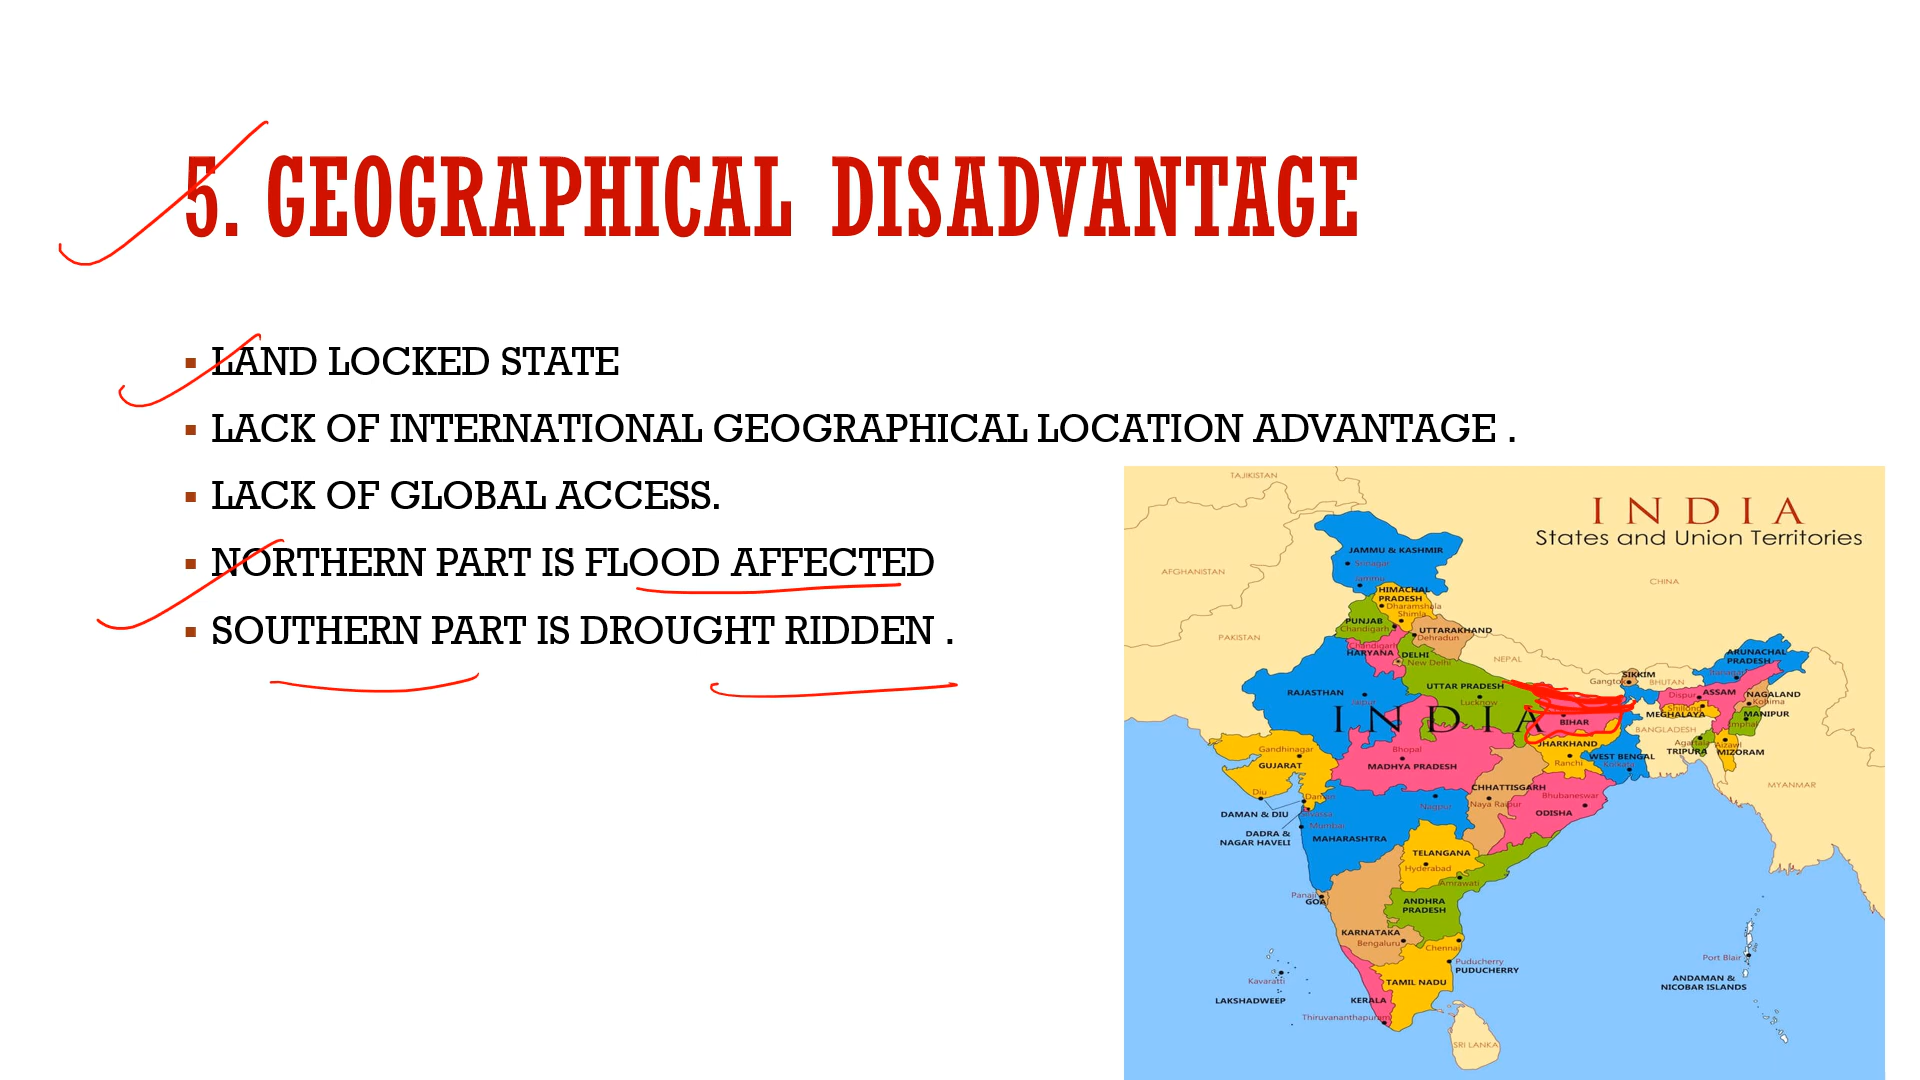 5. GEOGRAPHICAL DISADVANTAGE
▪ LAND LOCKED STATE
▪ LACK OF INTERNATIONAL GEOGRAPHICAL LOCATION ADVANTAGE .
▪ LACK OF GLOBAL ACCESS.
▪ NORTHERN PART IS FLOOD AFFECTED
▪ SOUTHERN PART IS DROUGHT RIDDEN .
INDIA
States and Union Territories
TAJIKISTAN
AFGHANISTAN
CHINA
PAKISTAN
NEPAL
BHUTAN
BANGLADESH
MYANMAR
SRI LANKA
INDIA
JAMMU & KASHMIR
Srinagar
Jammu
HIMACHAL
PRADESH
Dharamshala
Shimla
PUNJAB
Chandigarh
UTTARAKHAND
Dehradun
Chandigarh
HARYANA
DELHI
New Delhi
RAJASTHAN
Jaipur
UTTAR PRADESH
Lucknow
BIHAR
SIKKIM
Gangtok
ARUNACHAL
PRADESH
ASSAM
Dispur
NAGALAND
Kohima
MEGHALAYA
Shillong
MANIPUR
Imphal
TRIPURA
Agartala
MIZORAM
Aizawl
JHARKHAND
Ranchi
WEST BENGAL
Kolkata
GUJARAT
Gandhinagar
Diu
Daman
DAMAN & DIU
Silvassa
DADRA &
NAGAR HAVELI
MADHYA PRADESH
Bhopal
CHHATTISGARH
Naya Raipur
ODISHA
Bhubaneswar
MAHARASHTRA
Mumbai
Nagpur
TELANGANA
Hyderabad
Amrawati
ANDHRA
PRADESH
Panaji
GOA
KARNATAKA
Bengaluru
Chennai
Puducherry
PUDUCHERRY
TAMIL NADU
KERALA
Thiruvananthapuram
Kavaratti
LAKSHADWEEP
Port Blair
ANDAMAN &
NICOBAR ISLANDS